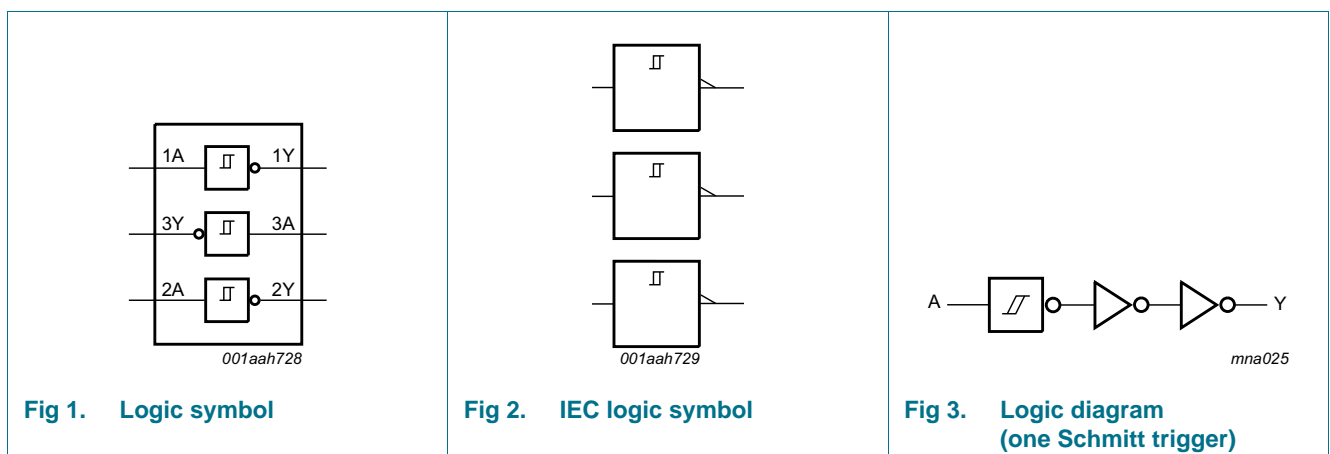 1A 1Y
3Y 3A
2A 2Y
001aah728
Fig 1. Logic symbol
001aah729
Fig 2. IEC logic symbol
A Y
mna025
Fig 3. Logic diagram
(one Schmitt trigger)